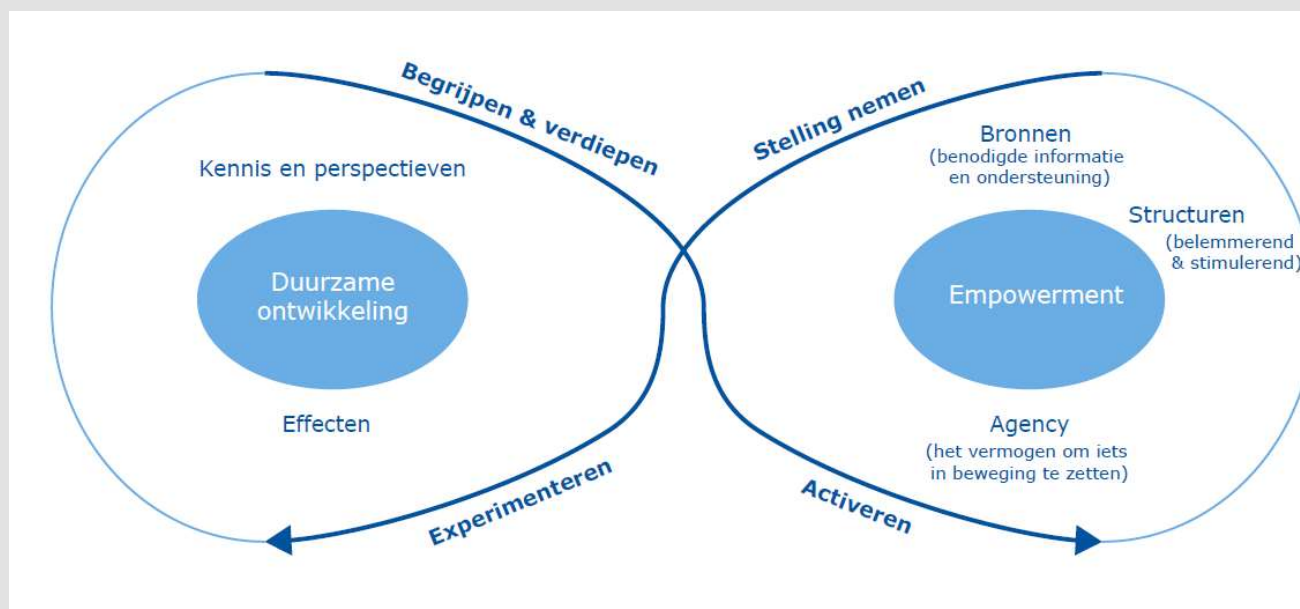 Begrijpen & verdiepen
Stelling nemen
Kennis en perspectieven
Duurzame
ontwikkeling
Effecten
Experimenteren
Bronnen
(benodigde informatie
en ondersteuning)
Structuren
(belemmerend
& stimulerend)
Empowerment
Agency
(het vermogen om iets
in beweging te zetten)
Activeren